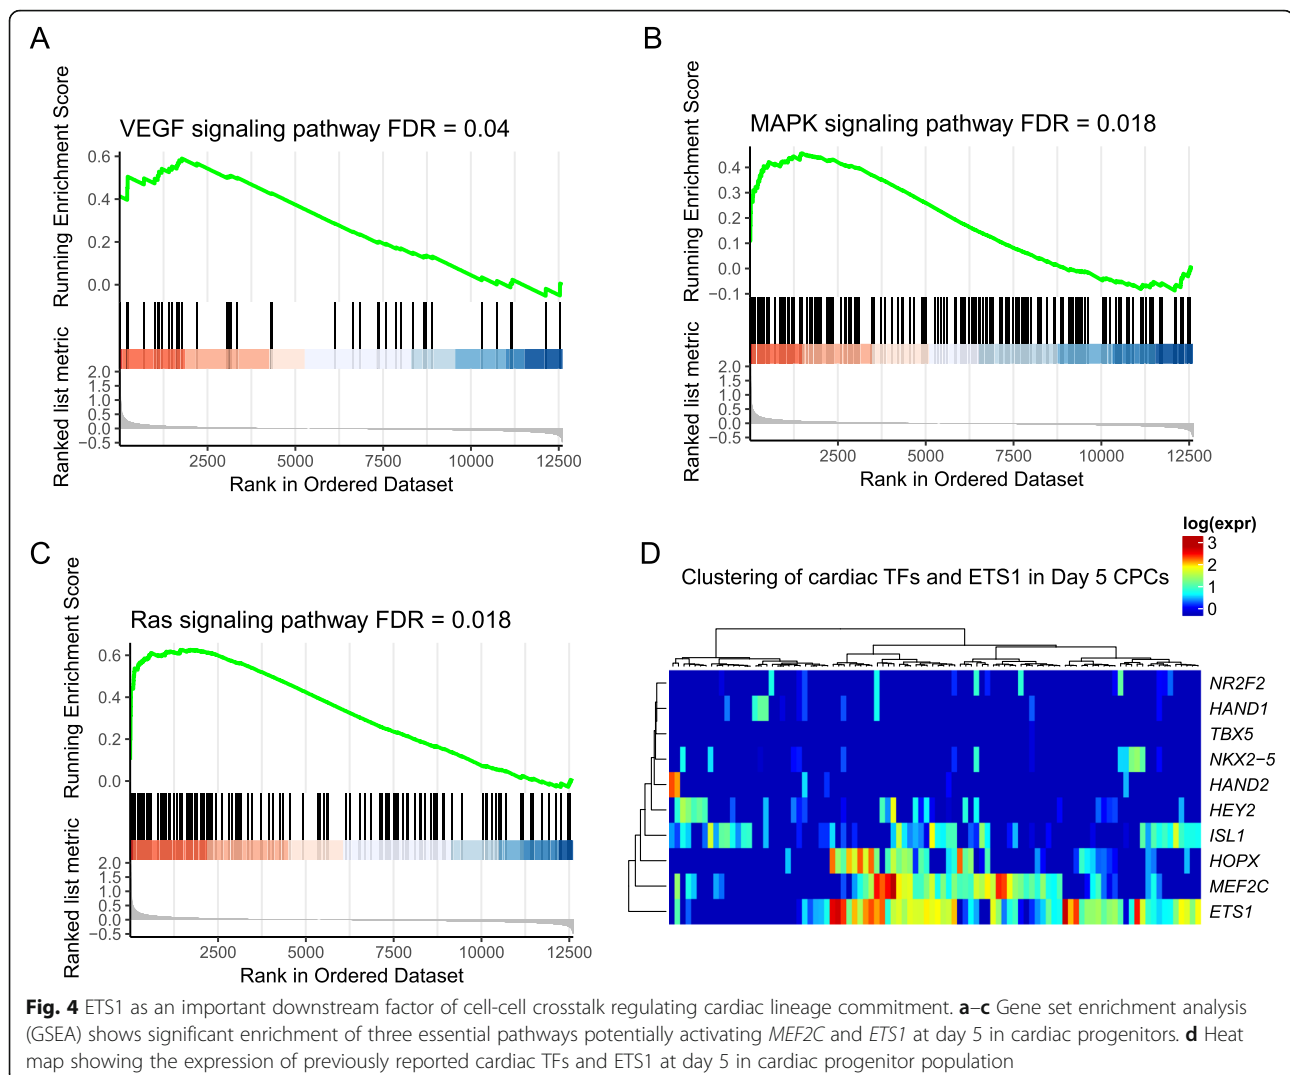 A
VEGF signaling pathway FDR = 0.04
Running Enrichment Score
0.6
0.4
0.2
0.0
Ranked list metric
2.0
1.5
1.0
0.5
0.0
−0.5
2500 5000 7500 10000 12500
Rank in Ordered Dataset
B
MAPK signaling pathway FDR = 0.018
Running Enrichment Score
0.4
0.3
0.2
0.1
0.0
−0.1
Ranked list metric
2.0
1.5
1.0
0.5
0.0
−0.5
2500 5000 7500 10000 12500
Rank in Ordered Dataset
C
Ras signaling pathway FDR = 0.018
Running Enrichment Score
0.6
0.4
0.2
0.0
Ranked list metric
2.0
1.5
1.0
0.5
0.0
−0.5
2500 5000 7500 10000 12500
Rank in Ordered Dataset
D
log(expr)
3
2
1
0
Clustering of cardiac TFs and ETS1 in Day 5 CPCs
NR2F2
HAND1
TBX5
NKX2−5
HAND2
HEY2
ISL1
HOPX
MEF2C
ETS1
Fig. 4 ETS1 as an important downstream factor of cell-cell crosstalk regulating cardiac lineage commitment. a–c Gene set enrichment analysis
(GSEA) shows significant enrichment of three essential pathways potentially activating MEF2C and ETS1 at day 5 in cardiac progenitors. d Heat
map showing the expression of previously reported cardiac TFs and ETS1 at day 5 in cardiac progenitor population